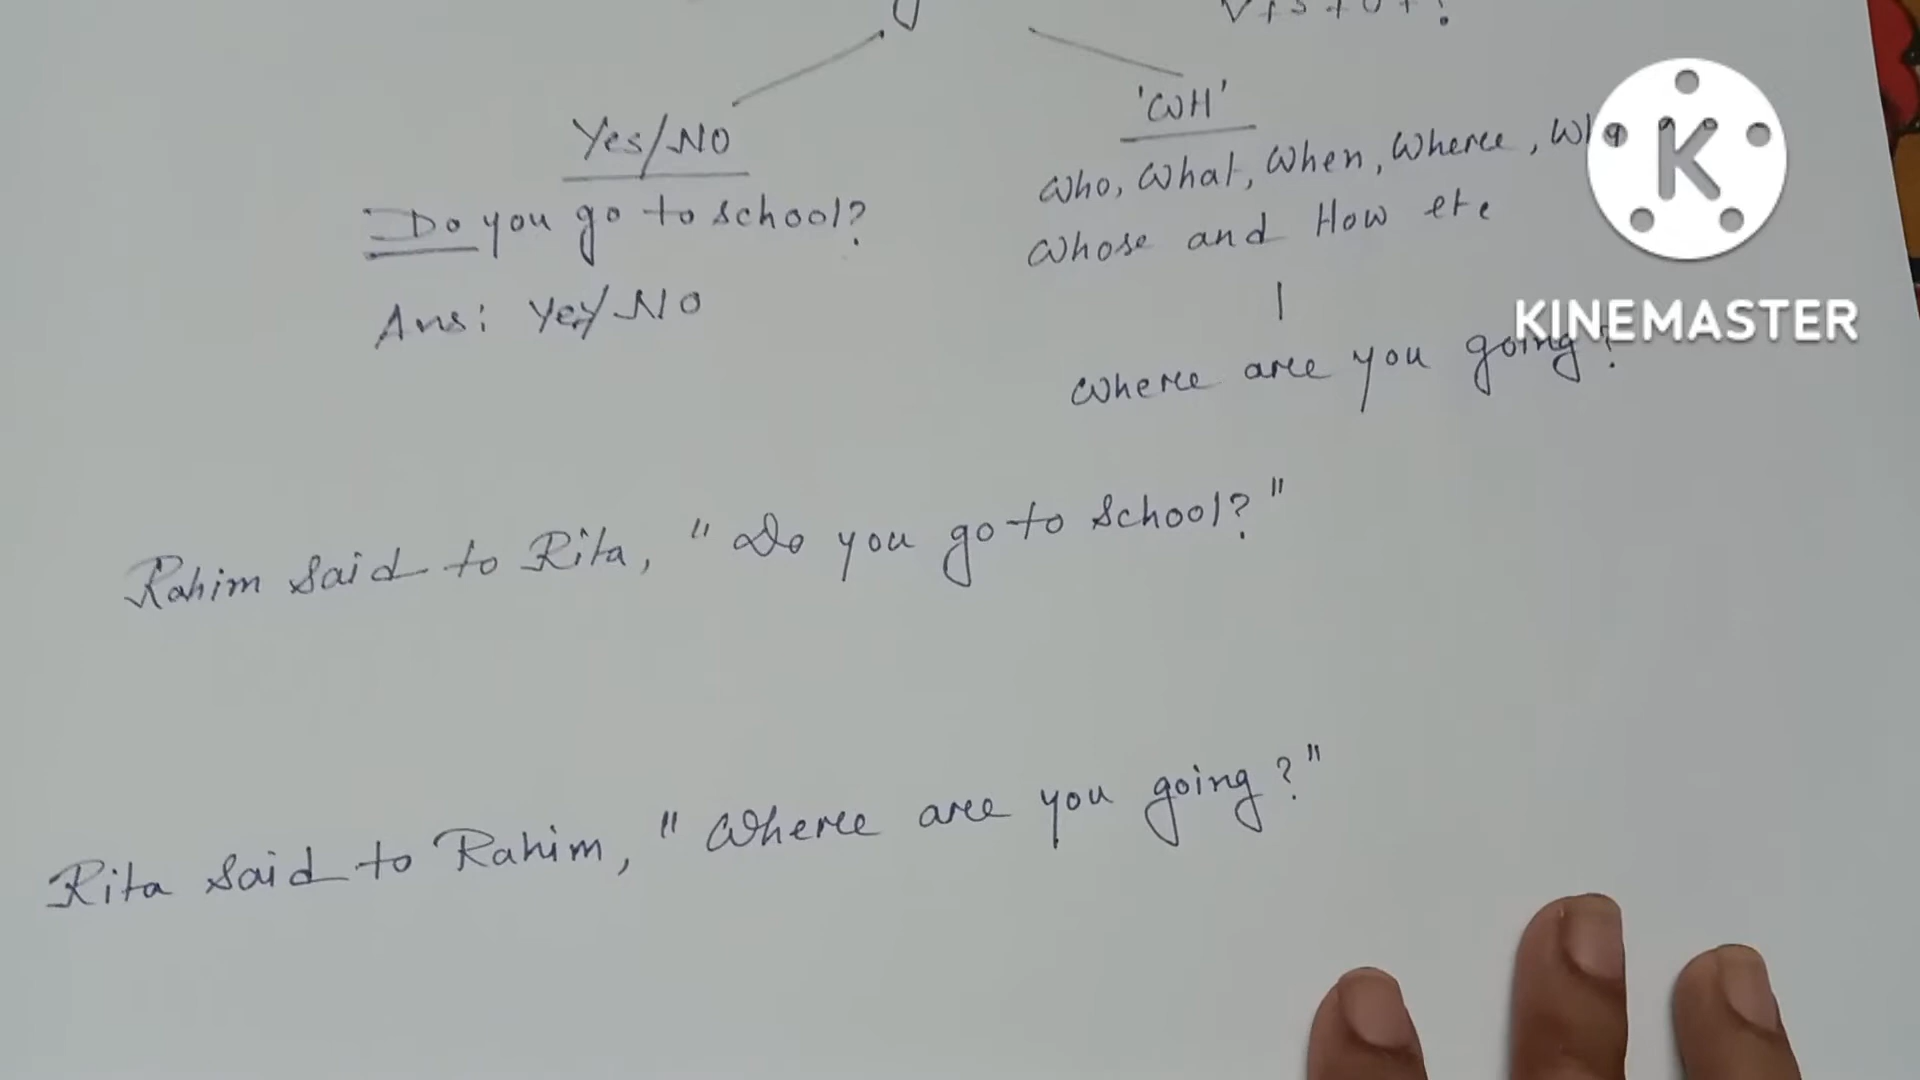 V+S+O+?
Yes/NO
'WH'
Do you go to school?
Who, What, When, Where,
Whose and How etc
Ans: Yes/NO
Where are you going?
Rahim said to Rita, "Do you go to school?"
Rita said to Rahim, "Where are you going?"
K
KINEMASTER